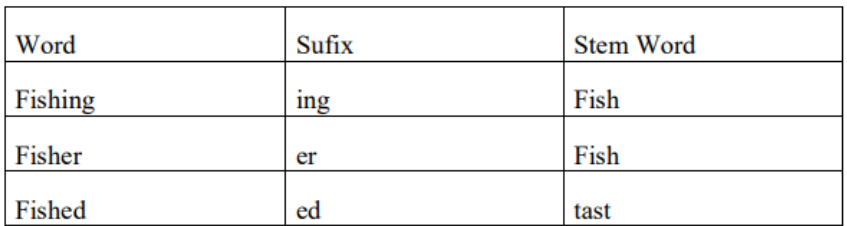 Word Sufix Stem Word
Fishing ing Fish
Fisher er Fish
Fished ed tast